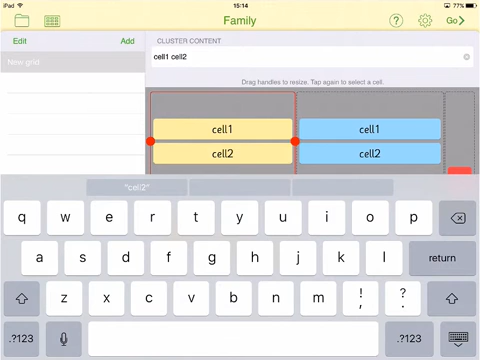 iPad 15:14 77%
Family ? Go
Edit Add CLUSTER CONTENT
New grid cell1 cell2
Drag handles to resize. Tap again to select a cell.
cell1 cell1
cell2 cell2
"cell2"
q w e r t y u i o p
a s d f g h j k l return
z x c v b n m ! , ? .
.?123 .?123